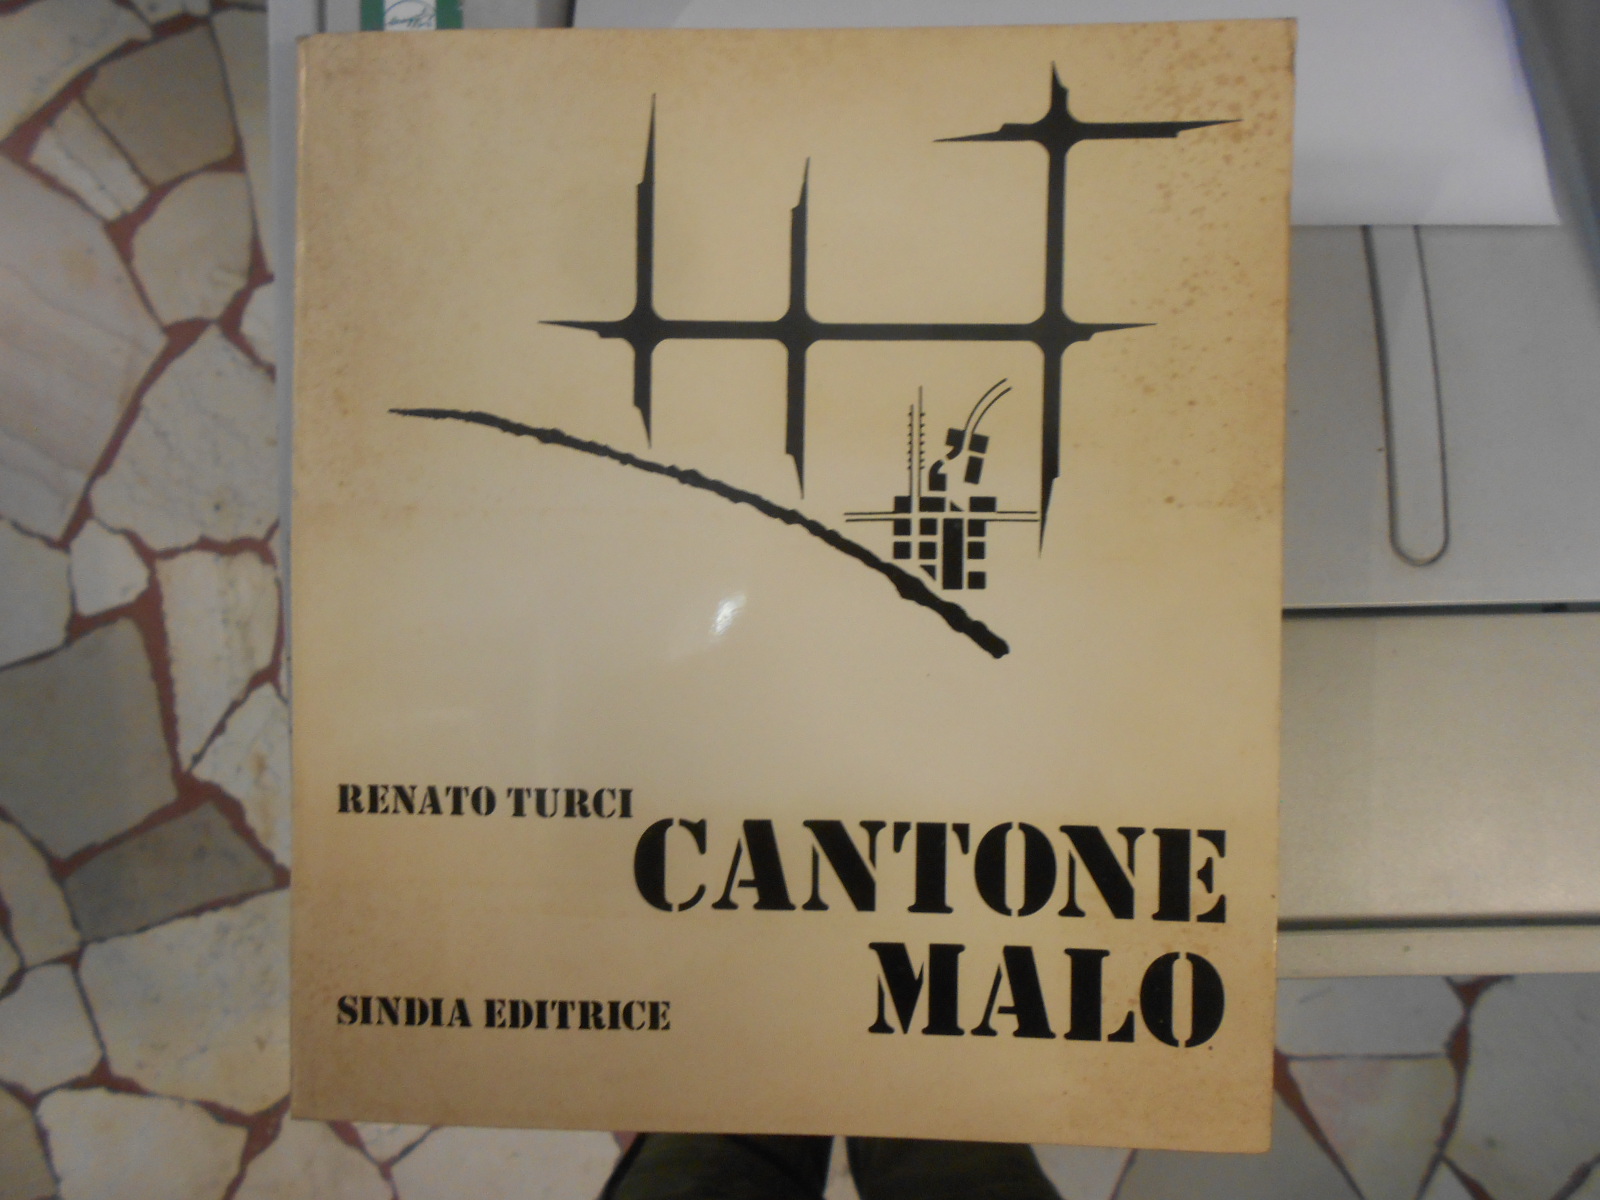 RENATO TURCI
CANTONE
MALO
SINDIA EDITRICE